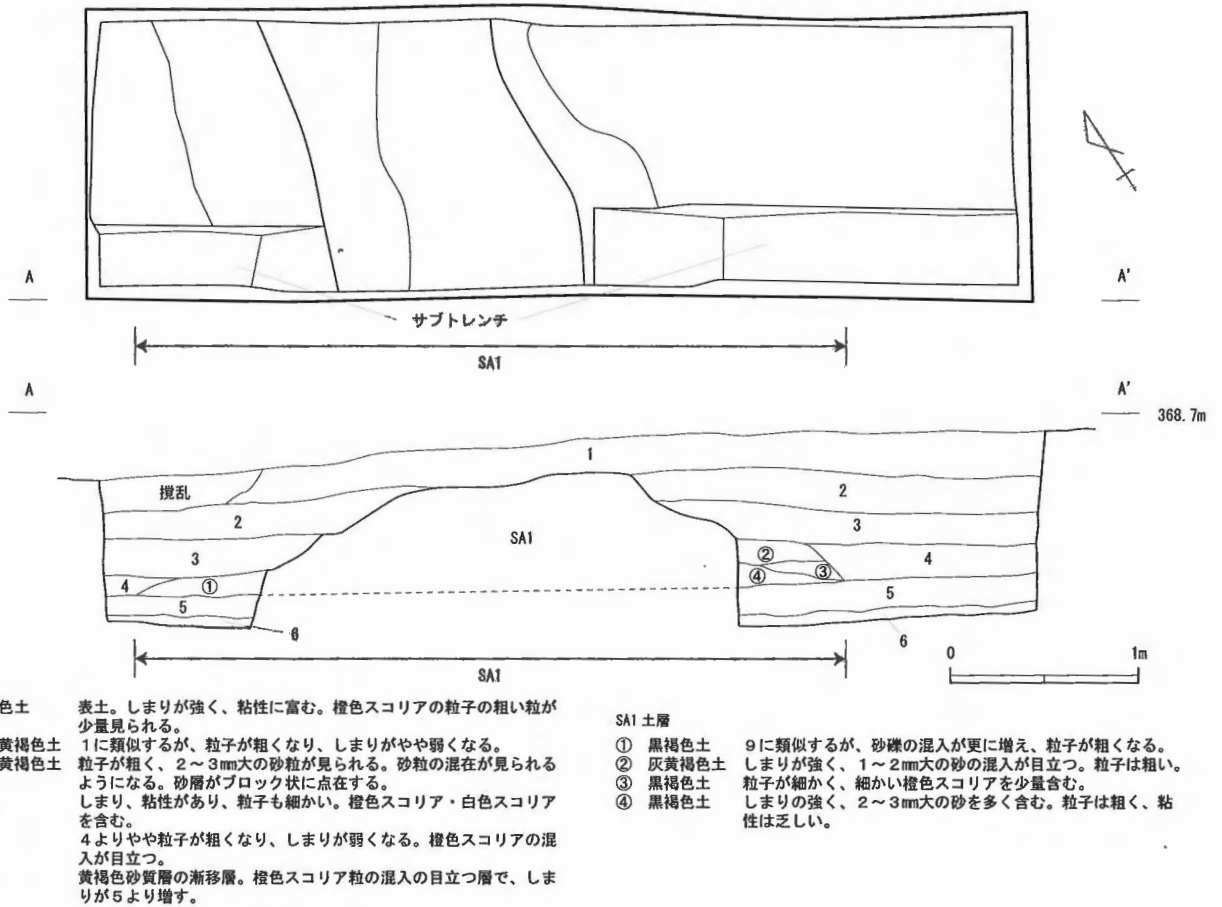 A
A'
サブトレンチ
SA1
A
A'
368.7m
1
撹乱
2
2
SA1
3
3
②
4
③
4
①
④
5
5
6
6
0
1m
SA1
色土 表土。しまりが強く、粘性に富む。橙色スコリアの粒子の粗い粒が
少量見られる。
黄褐色土 1に類似するが、粒子が粗くなり、しまりがやや弱くなる。
黄褐色土 粒子が粗く、2～3㎜大の砂粒が見られる。砂粒の混在が見られる
ようになる。砂層がブロック状に点在する。
しまり、粘性があり、粒子も細かい。橙色スコリア・白色スコリア
を含む。
4よりやや粒子が粗くなり、しまりが弱くなる。橙色スコリアの混
入が目立つ。
黄褐色砂質層の漸移層。橙色スコリア粒の混入の目立つ層で、しま
りが5より増す。
SA1 土層
① 黒褐色土 9に類似するが、砂礫の混入が更に増え、粒子が粗くなる。
② 灰黄褐色土 しまりが強く、1～2㎜大の砂の混入が目立つ。粒子は粗い。
③ 黒褐色土 粒子が細かく、細かい橙色スコリアを少量含む。
④ 黒褐色土 しまりの強く、2～3㎜大の砂を多く含む。粒子は粗く、粘
性は乏しい。